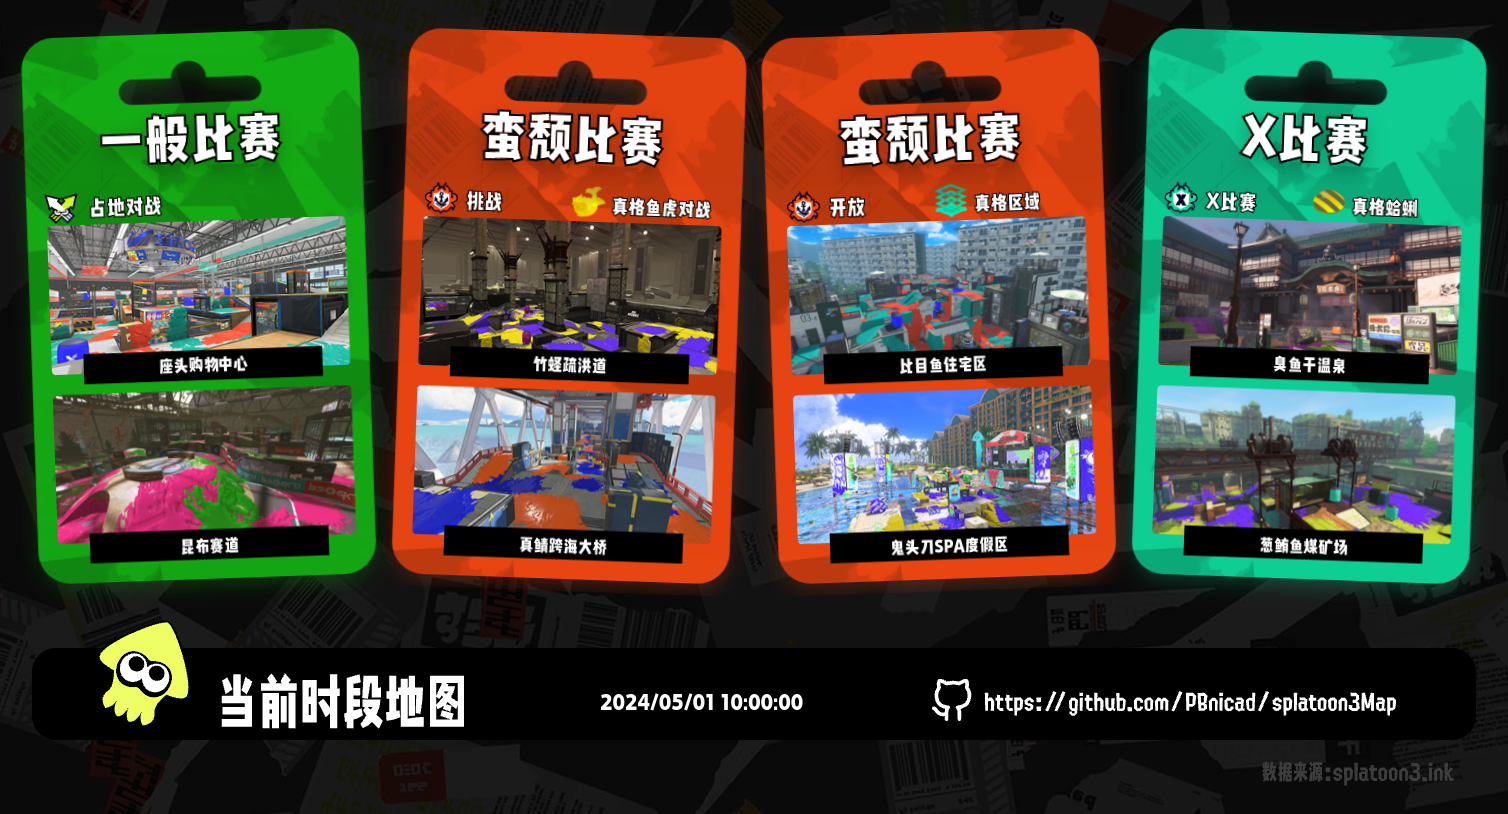 一般比赛
占地对战
座头购物中心
昆布赛道
蛮颓比赛
挑战
真格鱼虎对战
竹蛏疏洪道
真鲷跨海大桥
蛮颓比赛
开放
真格区域
比目鱼住宅区
鬼头刀SPA度假区
X比赛
X比赛
真格蛤蜊
臭鱼干温泉
葱鲔鱼煤矿场
当前时段地图
2024/05/01 10:00:00
https://github.com/PBnicad/splatoon3Map
数据来源:splatoon3.ink